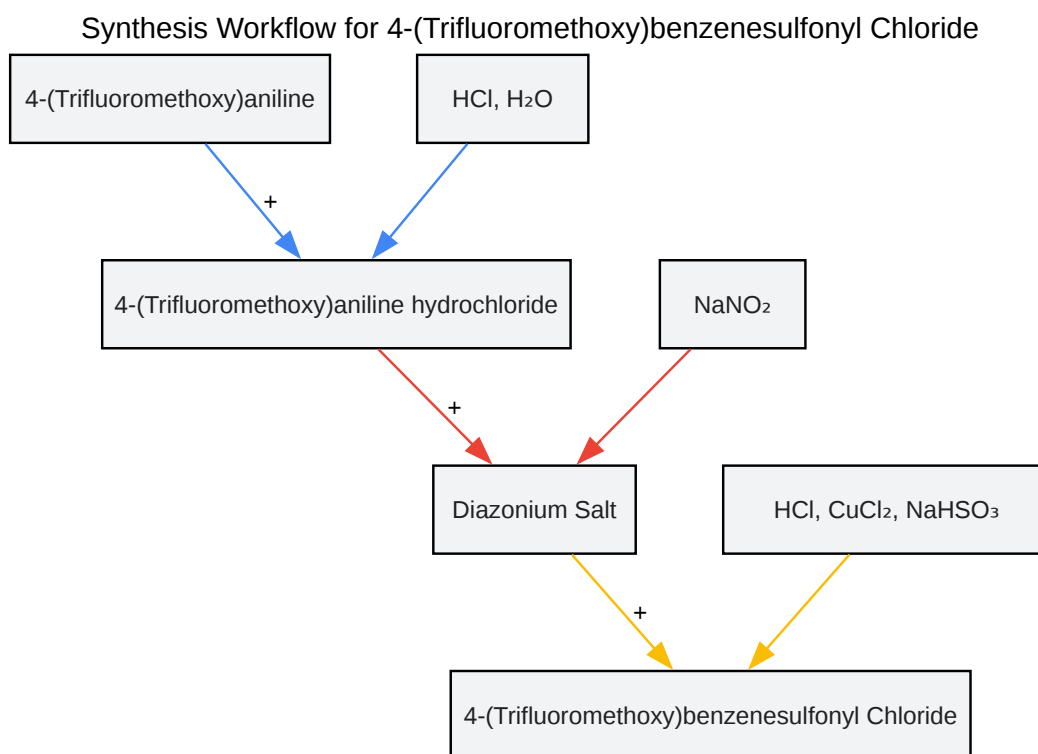 Synthesis Workflow for 4-(Trifluoromethoxy)benzenesulfonyl Chloride
4-(Trifluoromethoxy)aniline
HCl, H₂O
+
4-(Trifluoromethoxy)aniline hydrochloride
NaNO₂
+
Diazonium Salt
HCl, CuCl₂, NaHSO₃
+
4-(Trifluoromethoxy)benzenesulfonyl Chloride